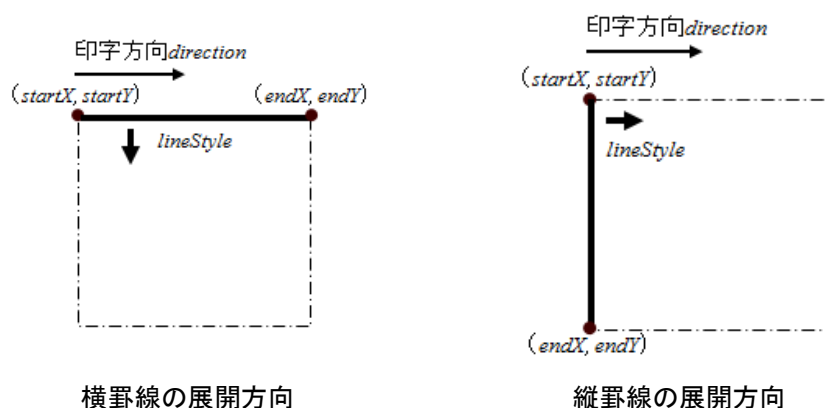 印字方向direction
(startX, startY)
(endX, endY)
lineStyle
横罫線の展開方向
印字方向direction
(startX, startY)
lineStyle
(endX, endY)
縦罫線の展開方向